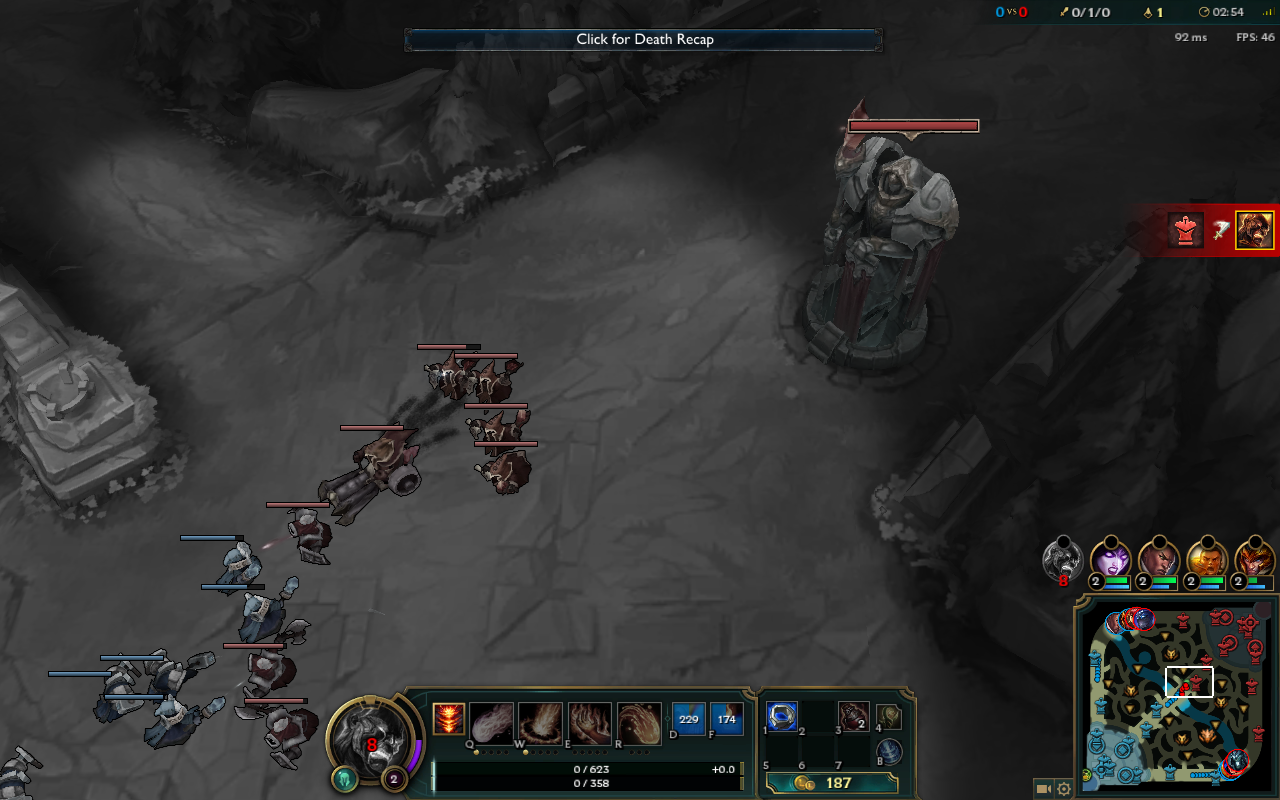 0 vs 0 0/1/0 1 02:54
92 ms FPS: 46
Click for Death Recap
8 2 2 2 2
229 174
Q W E R D F
1 2 3 2 4
5 6 7 B
8
2
0 / 623 +0.0
0 / 358
187